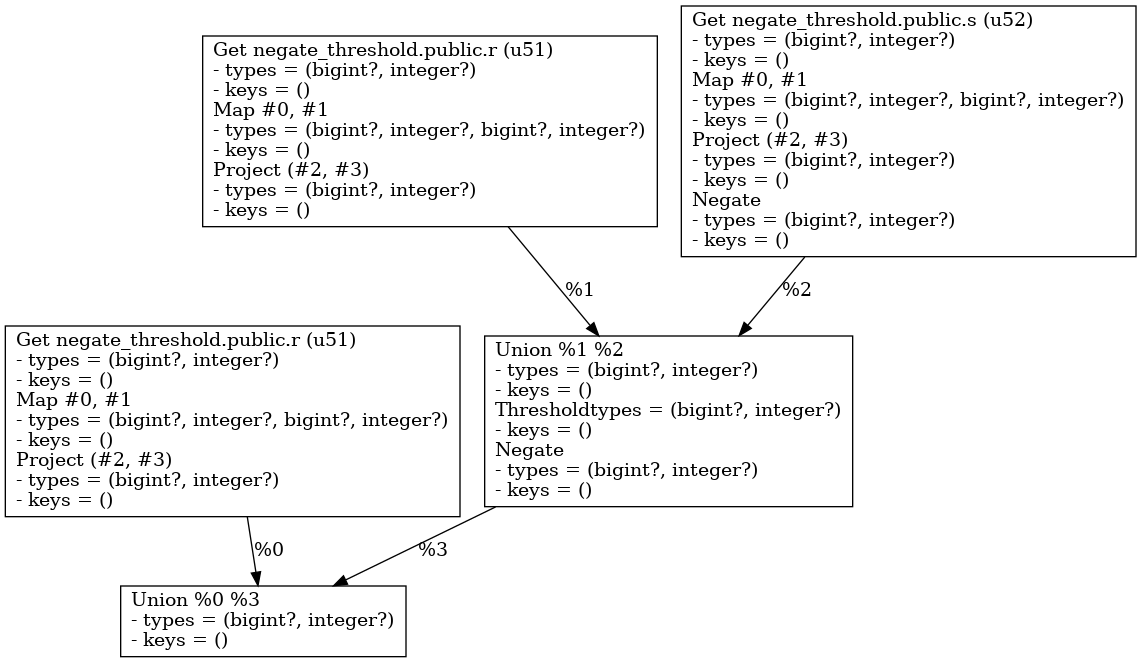 Get negate_threshold.public.s (u52)
- types = (bigint?, integer?)
- keys = ()
Map #0, #1
- types = (bigint?, integer?, bigint?, integer?)
- keys = ()
Project (#2, #3)
- types = (bigint?, integer?)
- keys = ()
Negate
- types = (bigint?, integer?)
- keys = ()
Get negate_threshold.public.r (u51)
- types = (bigint?, integer?)
- keys = ()
Map #0, #1
- types = (bigint?, integer?, bigint?, integer?)
- keys = ()
Project (#2, #3)
- types = (bigint?, integer?)
- keys = ()
%1
%2
Get negate_threshold.public.r (u51)
- types = (bigint?, integer?)
- keys = ()
Map #0, #1
- types = (bigint?, integer?, bigint?, integer?)
- keys = ()
Project (#2, #3)
- types = (bigint?, integer?)
- keys = ()
Union %1 %2
- types = (bigint?, integer?)
- keys = ()
Thresholdtypes = (bigint?, integer?)
- keys = ()
Negate
- types = (bigint?, integer?)
- keys = ()
%0
%3
Union %0 %3
- types = (bigint?, integer?)
- keys = ()